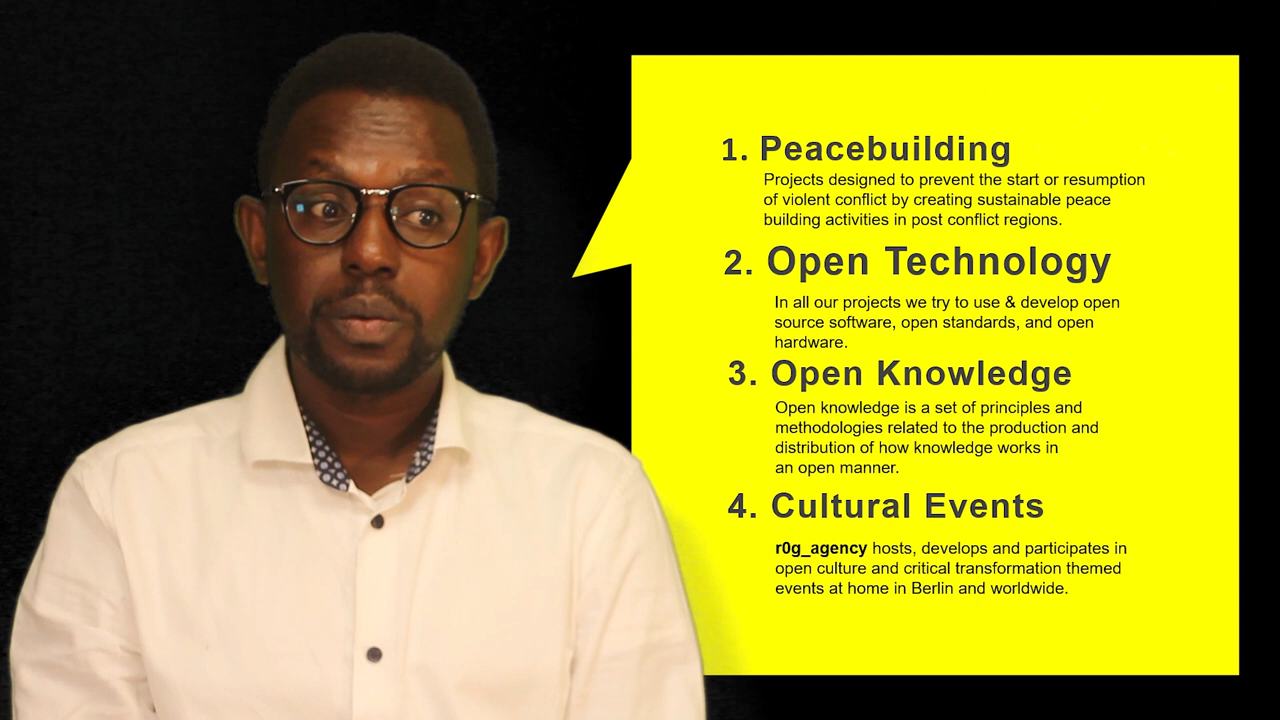 1. Peacebuilding
Projects designed to prevent the start or resumption
of violent conflict by creating sustainable peace
building activities in post conflict regions.
2. Open Technology
In all our projects we try to use & develop open
source software, open standards, and open
hardware.
3. Open Knowledge
Open knowledge is a set of principles and
methodologies related to the production and
distribution of how knowledge works in
an open manner.
4. Cultural Events
r0g_agency hosts, develops and participates in
open culture and critical transformation themed
events at home in Berlin and worldwide.